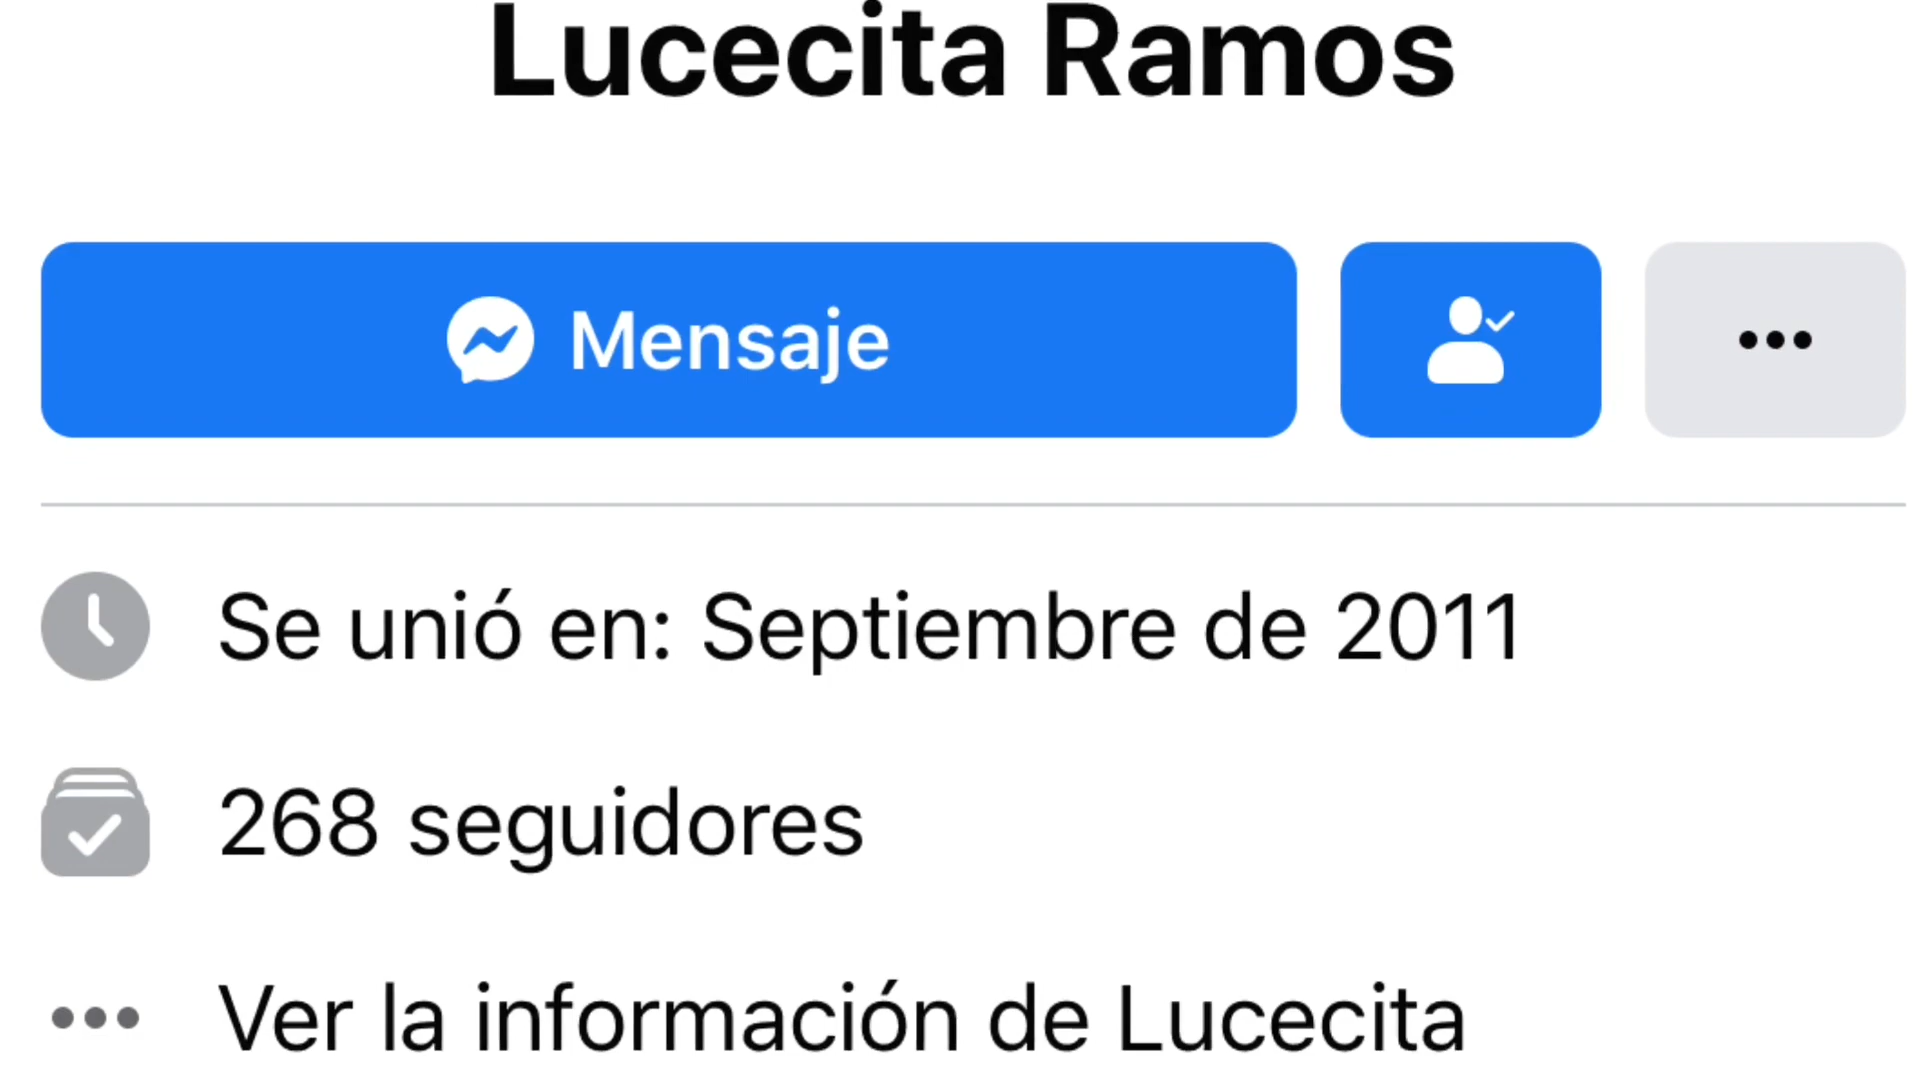 Lucecita Ramos
Mensaje
Se unió en: Septiembre de 2011
268 seguidores
Ver la información de Lucecita